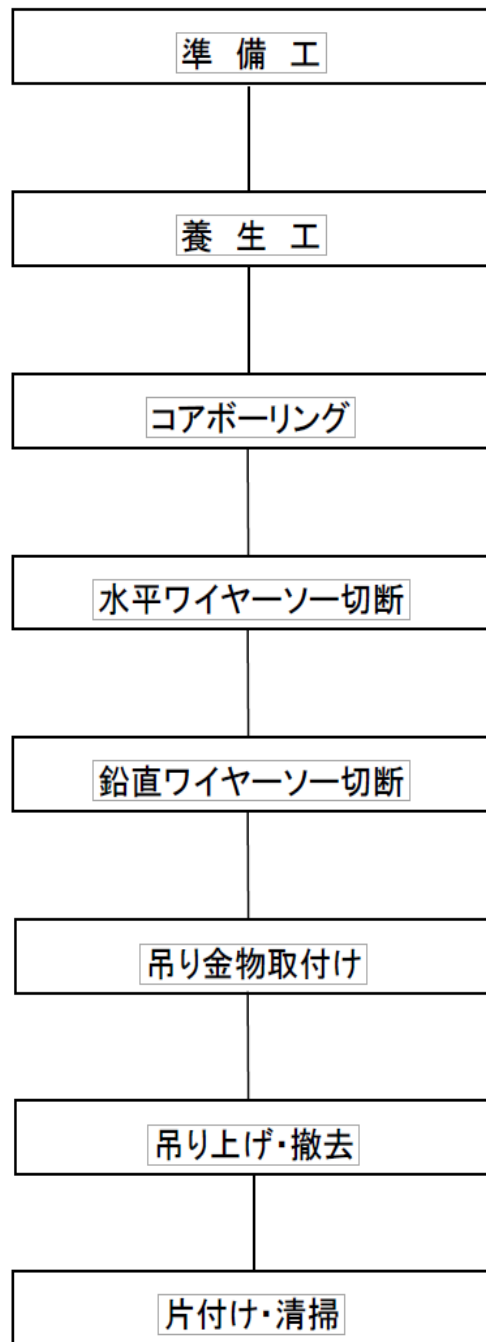 準 備 工
養 生 工
コアボーリング
水平ワイヤーソー切断
鉛直ワイヤーソー切断
吊り金物取付け
吊り上げ・撤去
片付け・清掃